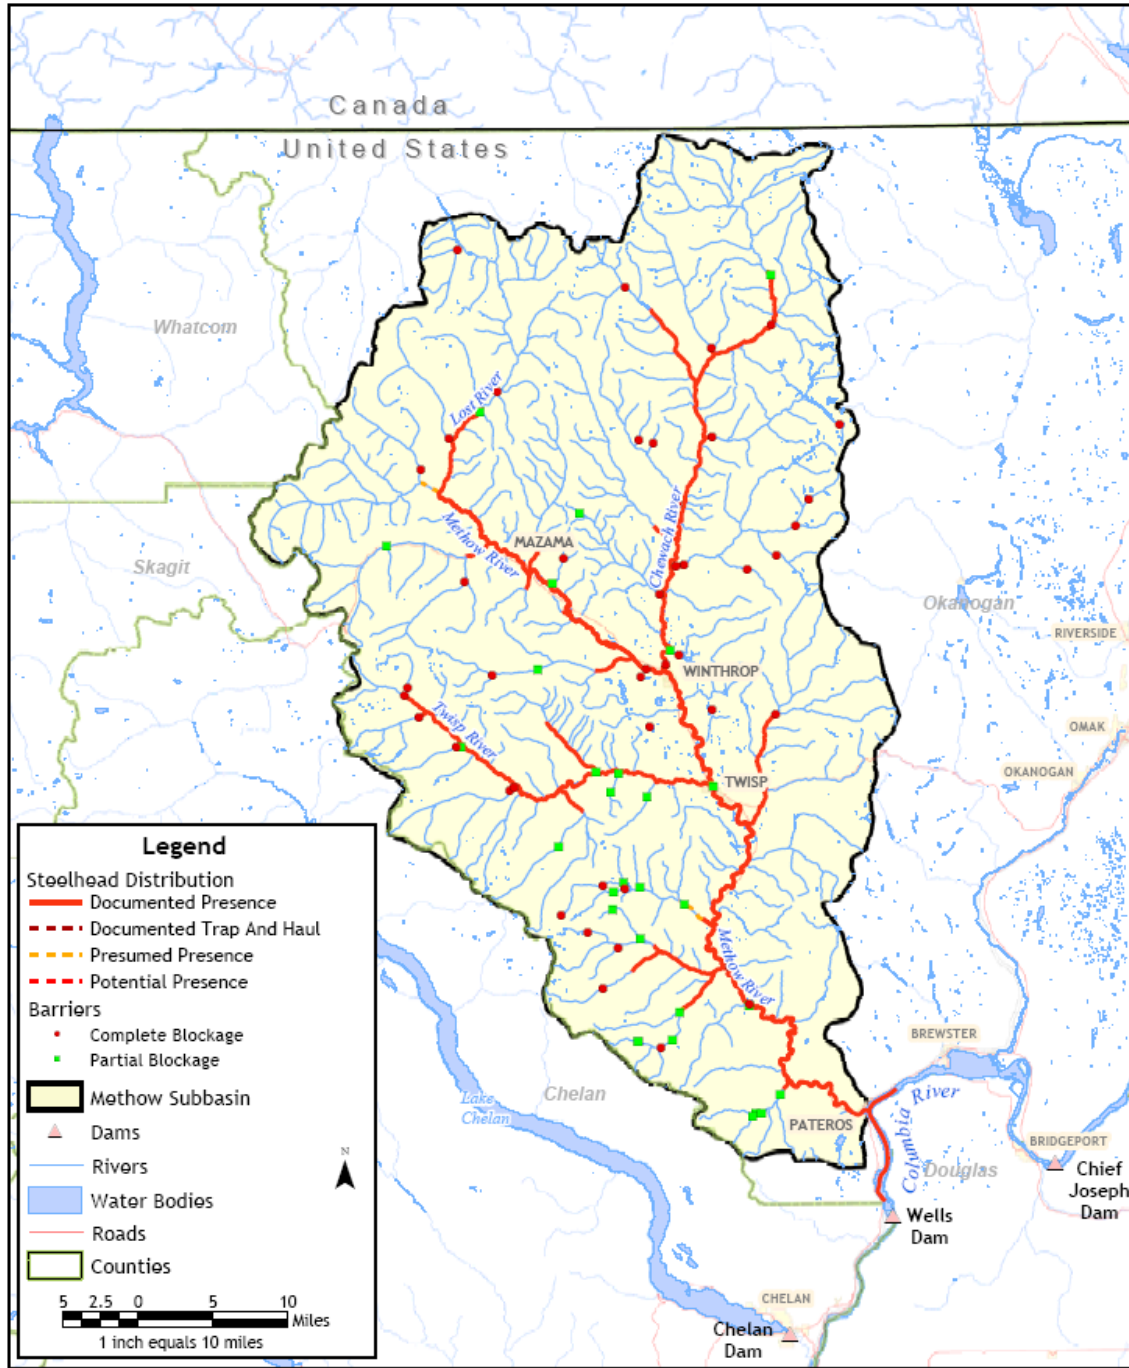 Canada
United States
Whatcom
Lost River
Methow River
MAZAMA
Chewach River
Skagit
Okanogan
RIVERSIDE
WINTHROP
OMAK
Twisp River
OKANOGAN
TWISP
Methow River
BREWSTER
Chelan
Lake
Chelan
PATEROS
Columbia River
BRIDGEPORT
Douglas
Chief
Joseph
Dam
Wells
Dam
CHELAN
Chelan
Dam
Legend
Steelhead Distribution
Documented Presence
Documented Trap And Haul
Presumed Presence
Potential Presence
Barriers
Complete Blockage
Partial Blockage
Methow Subbasin
Dams
Rivers
Water Bodies
Roads
Counties
N
5 2.5 0 5 10
Miles
1 inch equals 10 miles